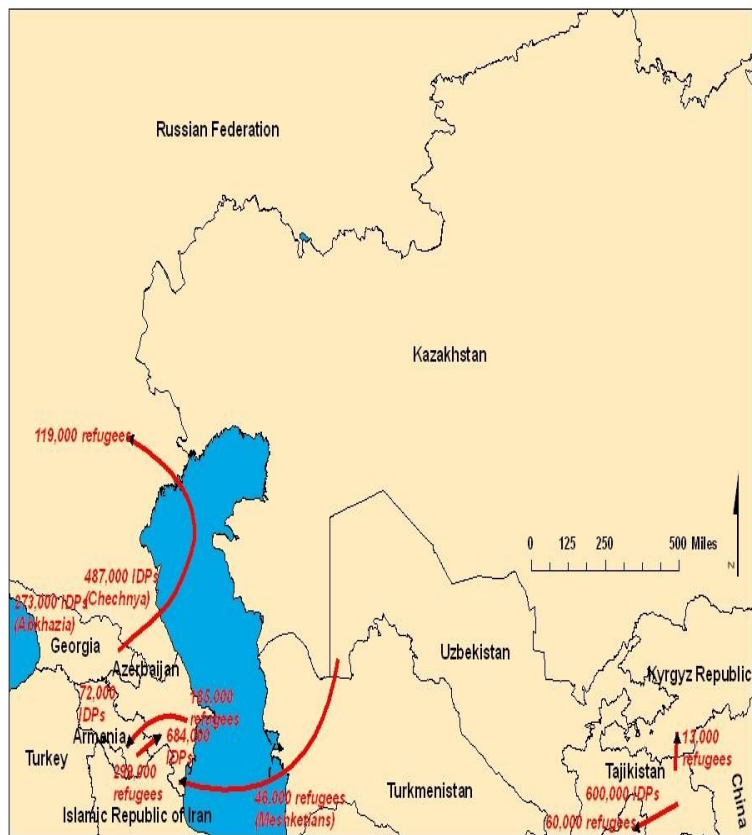 Russian Federation
Kazakhstan
119,000 refugees
0 125 250 500 Miles
N
487,000 IDPs
(Chechnya)
273,000 IDPs
(Abkhazia)
Georgia
Azerbaijan
Uzbekistan
Kyrgyz Republic
72,000
IDPs
185,000
refugees
Armenia
684,000
IDPs
Turkey
299,000
refugees
Islamic Republic of Iran
46,000 refugees
(Meshketians)
Turkmenistan
13,000
refugees
Tajikistan
600,000 IDPs
60,000 refugees
China